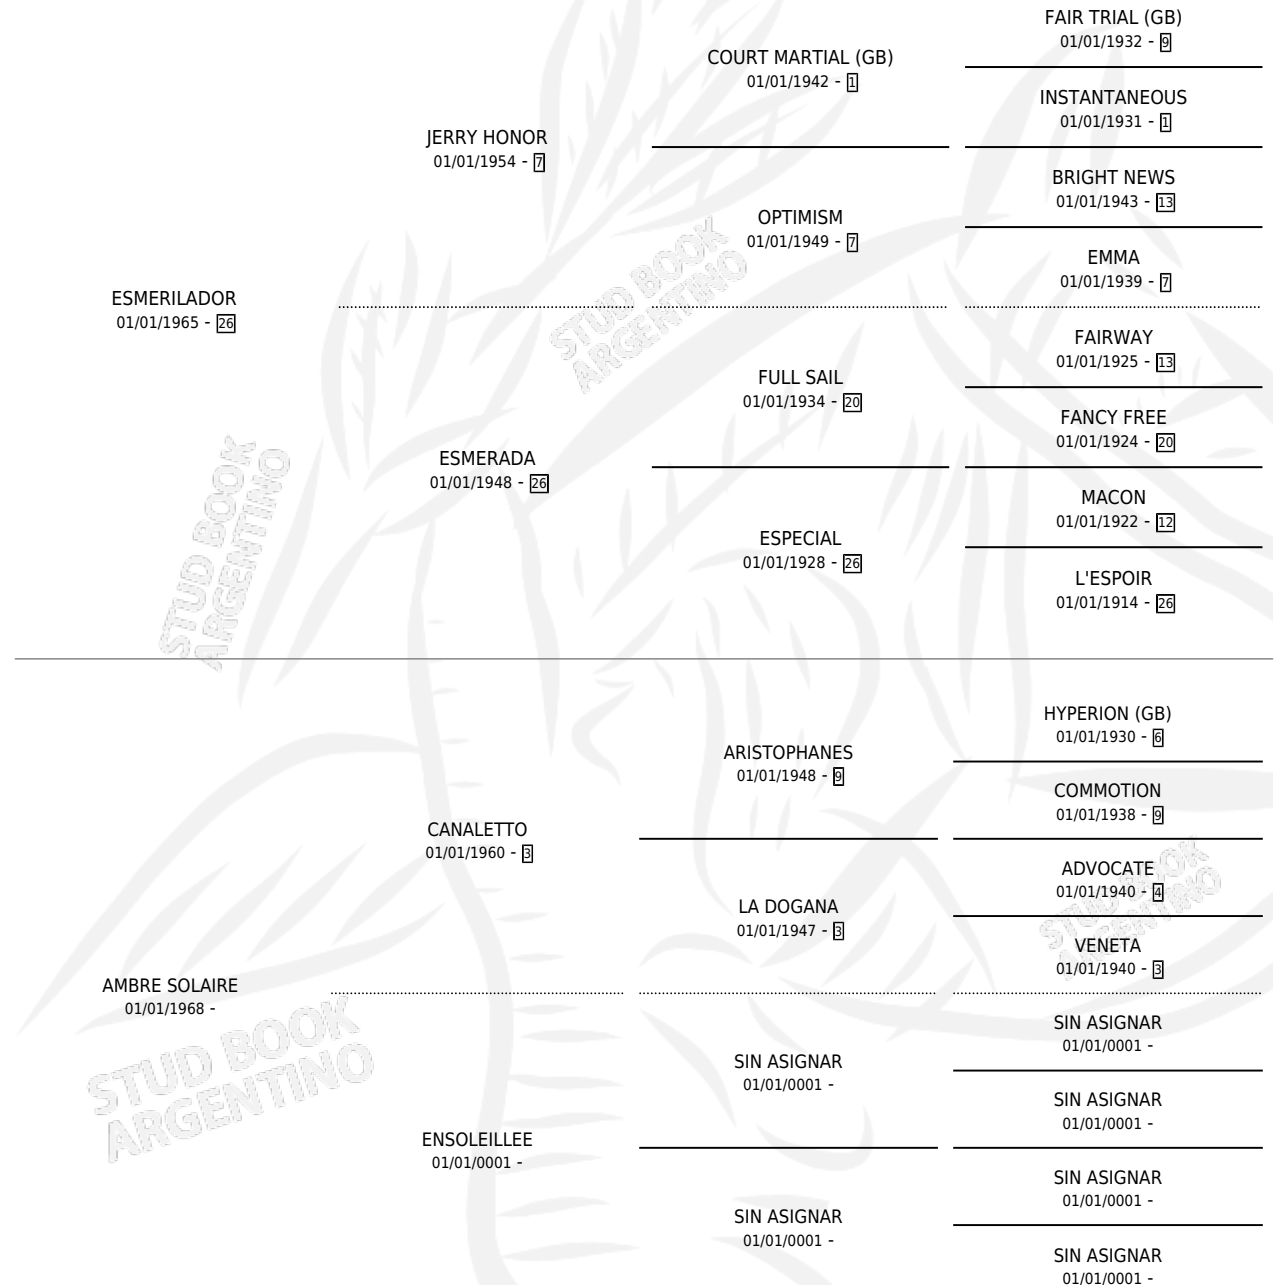 FAIR TRIAL (GB)
01/01/1932 - 9
COURT MARTIAL (GB)
01/01/1942 - 1
INSTANTANEOUS
01/01/1931 - 1
JERRY HONOR
01/01/1954 - 7
BRIGHT NEWS
01/01/1943 - 13
OPTIMISM
01/01/1949 - 7
EMMA
01/01/1939 - 7
ESMERILADOR
01/01/1965 - 26
FAIRWAY
01/01/1925 - 13
FULL SAIL
01/01/1934 - 20
FANCY FREE
01/01/1924 - 20
ESMERADA
01/01/1948 - 26
MACON
01/01/1922 - 12
ESPECIAL
01/01/1928 - 26
L'ESPOIR
01/01/1914 - 26
HYPERION (GB)
01/01/1930 - 6
ARISTOPHANES
01/01/1948 - 9
COMMOTION
01/01/1938 - 9
CANALETTO
01/01/1960 - 3
ADVOCATE
01/01/1940 - 4
LA DOGANA
01/01/1947 - 3
VENETA
01/01/1940 - 3
AMBRE SOLAIRE
01/01/1968 -
SIN ASIGNAR
01/01/0001 -
SIN ASIGNAR
01/01/0001 -
SIN ASIGNAR
01/01/0001 -
ENSOLEILLEE
01/01/0001 -
SIN ASIGNAR
01/01/0001 -
SIN ASIGNAR
01/01/0001 -
SIN ASIGNAR
01/01/0001 -
STUD BOOK
ARGENTINO
STUD BOOK
ARGENTINO
STUD BOOK
ARGENTINO
STUD BOOK
ARGENTINO